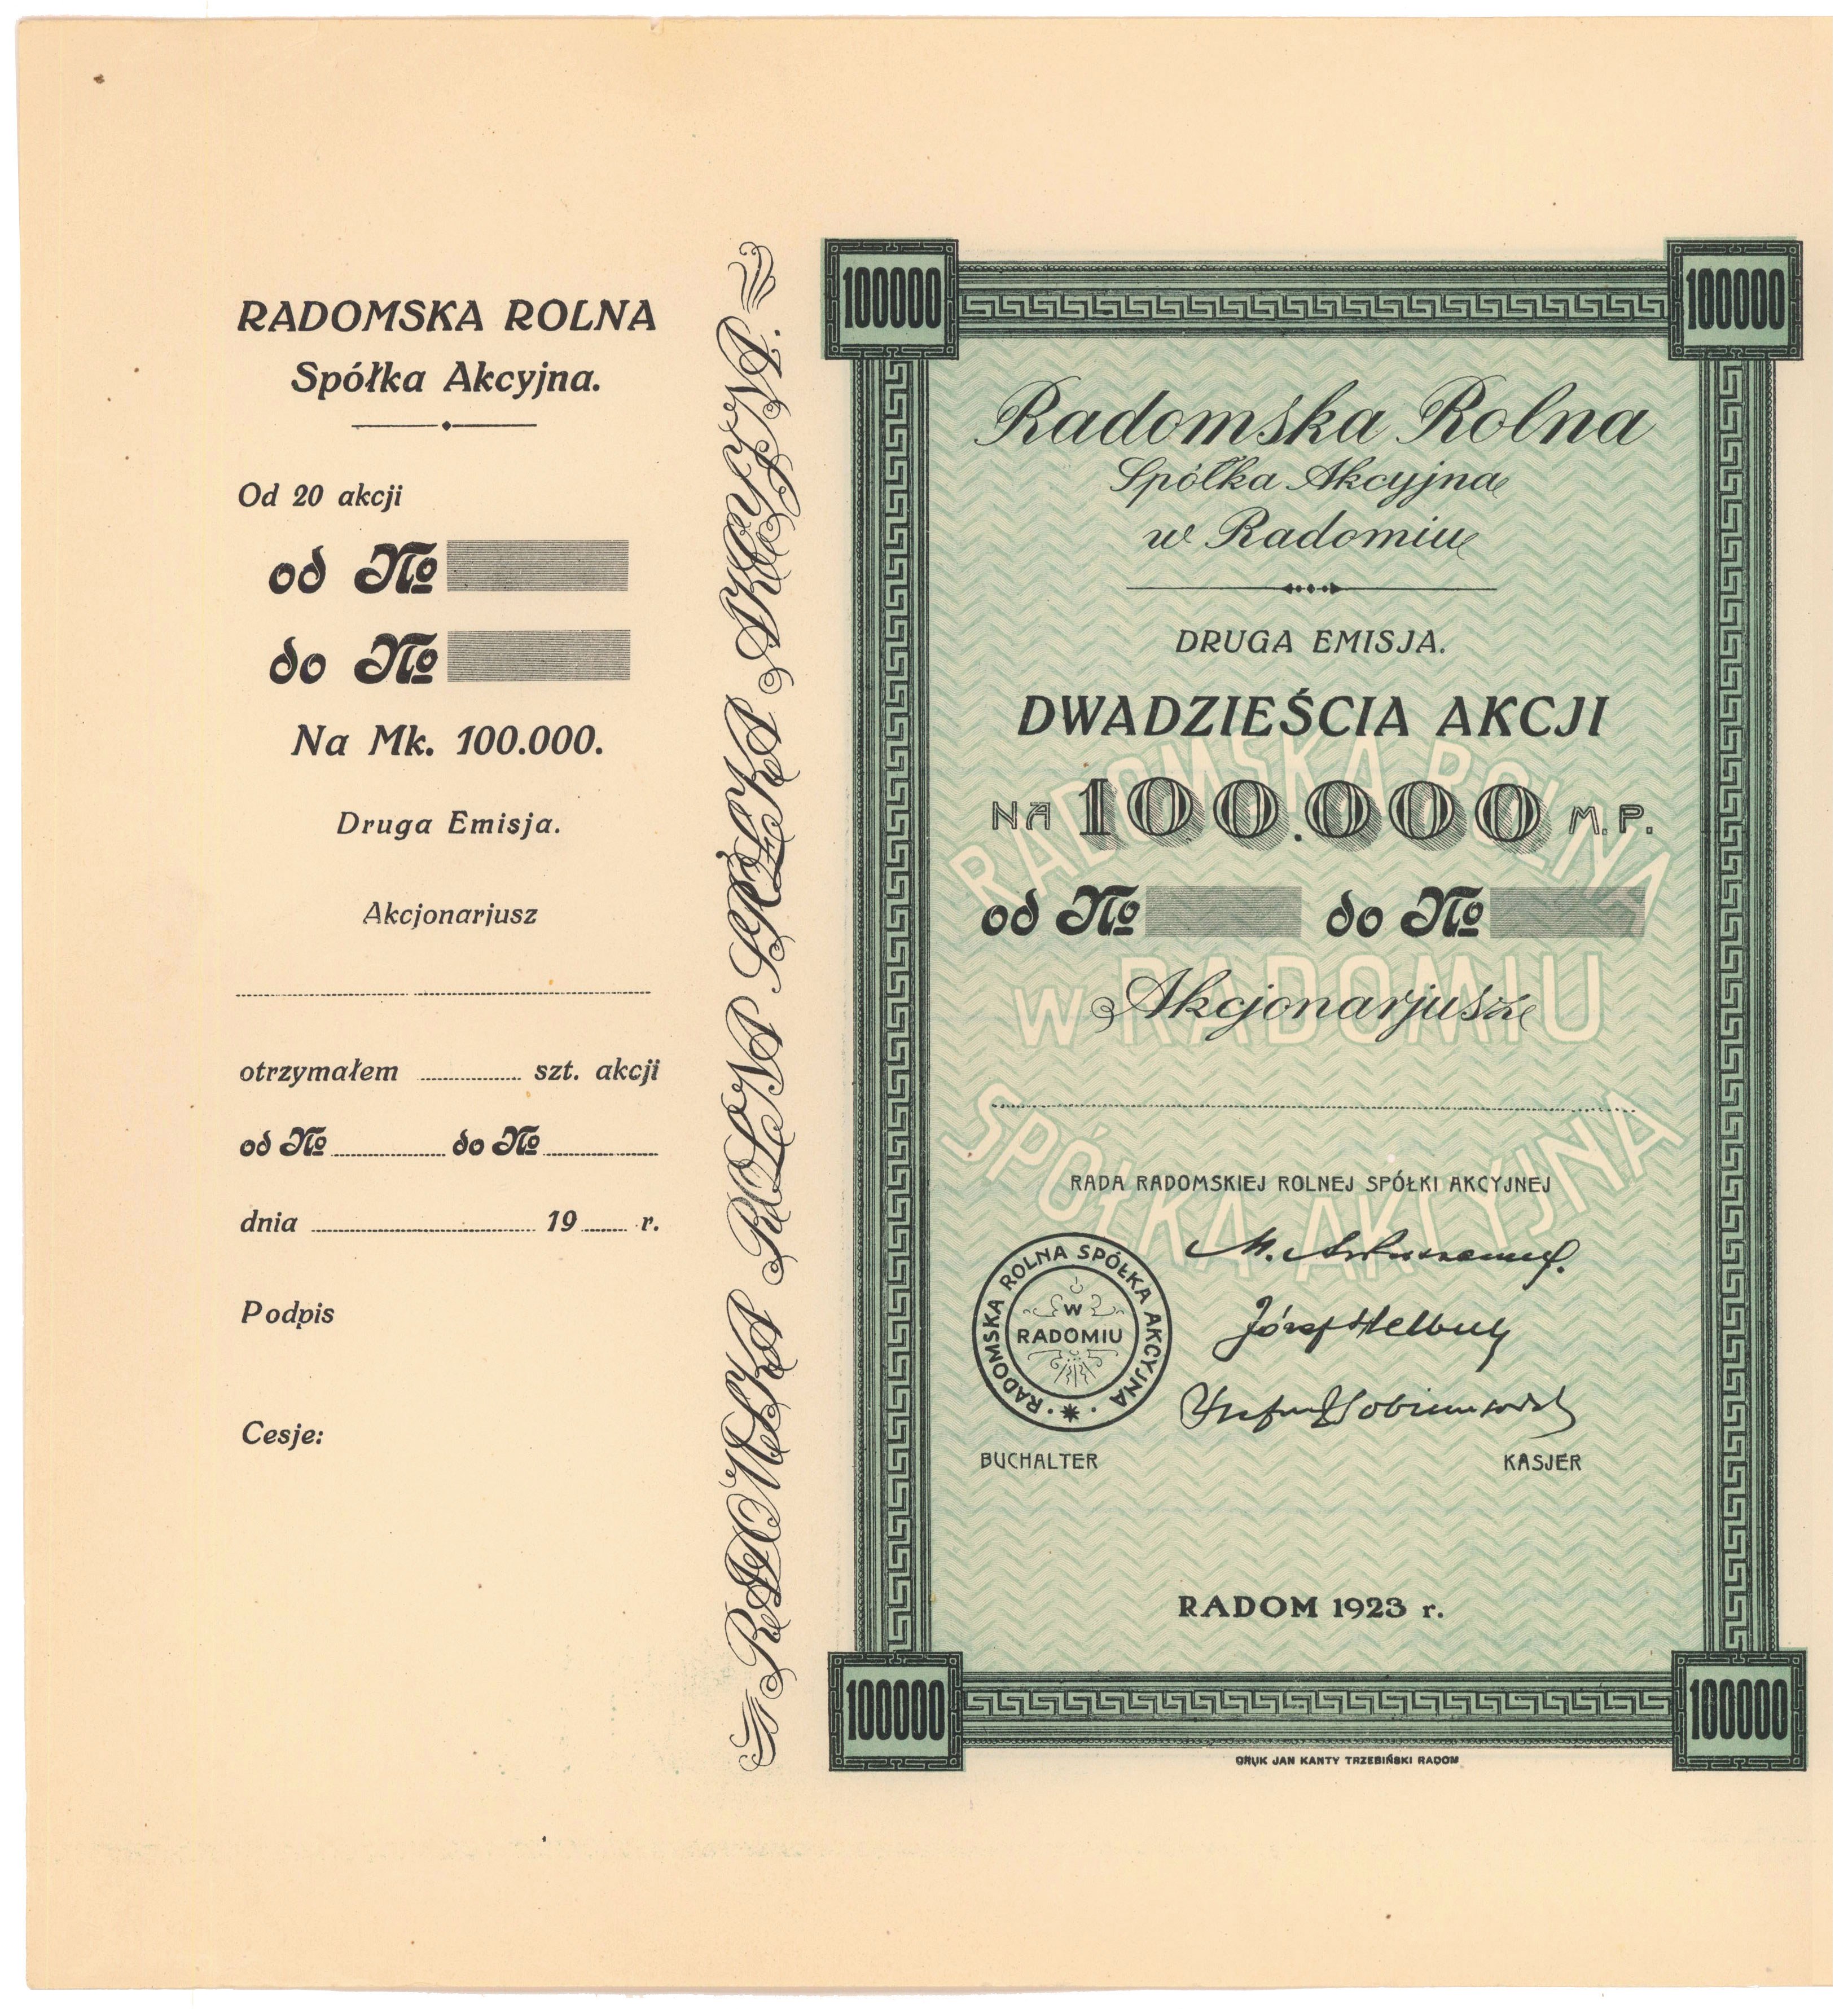 RADOMSKA ROLNA
Spółka Akcyjna.
Od 20 akcji
od №
do №
Na Mk. 100.000.
Druga Emisja.
Akcjonarjusz
otrzymałem szt. akcji
od № do №
dnia 19 r.
Podpis
Cesje:
RADOMSKA ROLNA SPÓŁKA AKCYJNA.
100000 100000
Radomska Rolna
Spółka Akcyjna
w Radomiu
DRUGA EMISJA.
DWADZIEŚCIA AKCJI
NA 100.000 M.P.
od № do №
Akcjonarjusz
RADOMSKA ROLNA
W RADOMIU
SPÓŁKA AKCYJNA
RADA RADOMSKIEJ ROLNEJ SPÓŁKI AKCYJNEJ
RADOMSKA ROLNA SPÓŁKA AKCYJNA
W
RADOMIU
BUCHALTER KASJER
RADOM 1923 r.
100000 100000
DRUK JAN KANTY TRZEBIŃSKI RADOM